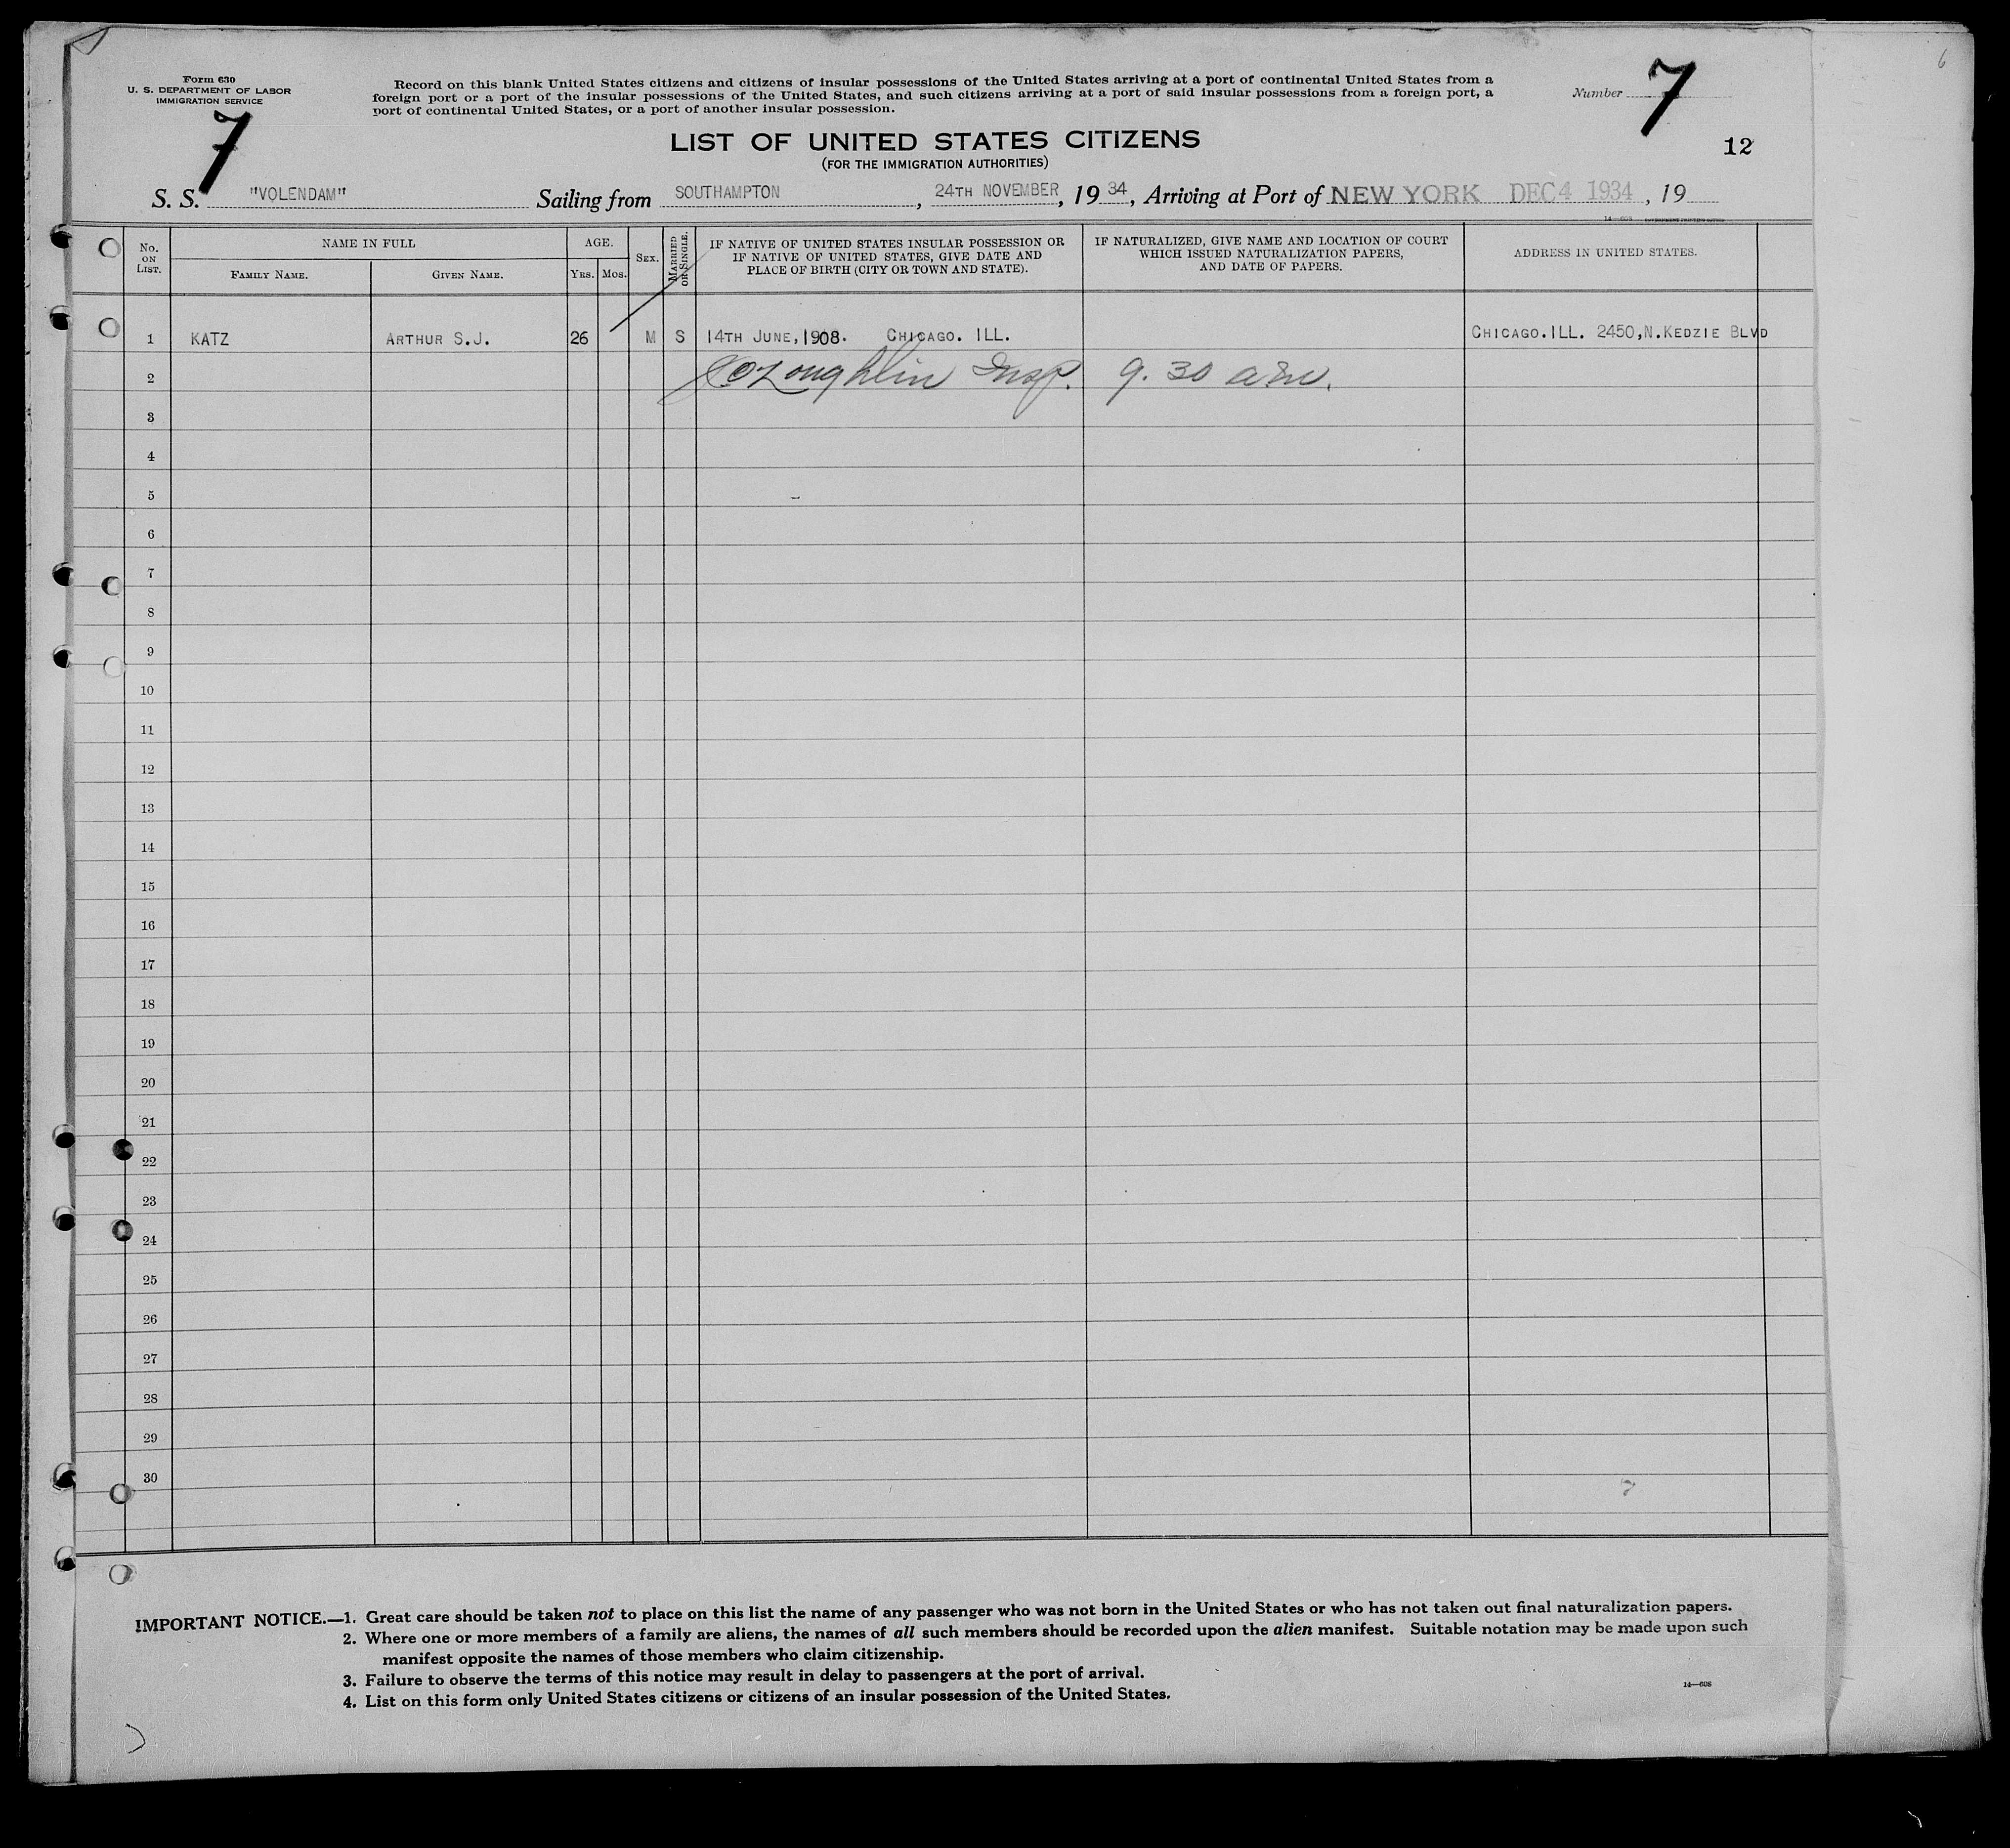 Form 630
U. S. DEPARTMENT OF LABOR
IMMIGRATION SERVICE
7
Record on this blank United States citizens and citizens of insular possessions of the United States arriving at a port of continental United States from a
foreign port or a port of the insular possessions of the United States, and such citizens arriving at a port of said insular possessions from a foreign port, a
port of continental United States, or a port of another insular possession.
Number 7
6
LIST OF UNITED STATES CITIZENS
(FOR THE IMMIGRATION AUTHORITIES)
12
S. S. "VOLENDAM" Sailing from SOUTHAMPTON, 24TH NOVEMBER, 1934, Arriving at Port of NEW YORK DEC 4 1934, 19
No. ON LIST.
NAME IN FULL
FAMILY NAME.
GIVEN NAME.
AGE.
YRS.
MOS.
SEX.
MARRIED OR SINGLE.
IF NATIVE OF UNITED STATES INSULAR POSSESSION OR
IF NATIVE OF UNITED STATES, GIVE DATE AND
PLACE OF BIRTH (CITY OR TOWN AND STATE).
IF NATURALIZED, GIVE NAME AND LOCATION OF COURT
WHICH ISSUED NATURALIZATION PAPERS,
AND DATE OF PAPERS.
ADDRESS IN UNITED STATES.
1 KATZ ARTHUR S.J. 26 M S 14TH JUNE, 1908. CHICAGO. ILL. CHICAGO.ILL. 2450,N.KEDZIE BLVD
2 O'Loughlin Insp. 9.30 a.m.
3
4
5
6
7
8
9
10
11
12
13
14
15
16
17
18
19
20
21
22
23
24
25
26
27
28
29
30
7
IMPORTANT NOTICE.—1. Great care should be taken not to place on this list the name of any passenger who was not born in the United States or who has not taken out final naturalization papers.
2. Where one or more members of a family are aliens, the names of all such members should be recorded upon the alien manifest. Suitable notation may be made upon such
manifest opposite the names of those members who claim citizenship.
3. Failure to observe the terms of this notice may result in delay to passengers at the port of arrival.
4. List on this form only United States citizens or citizens of an insular possession of the United States.
14—608